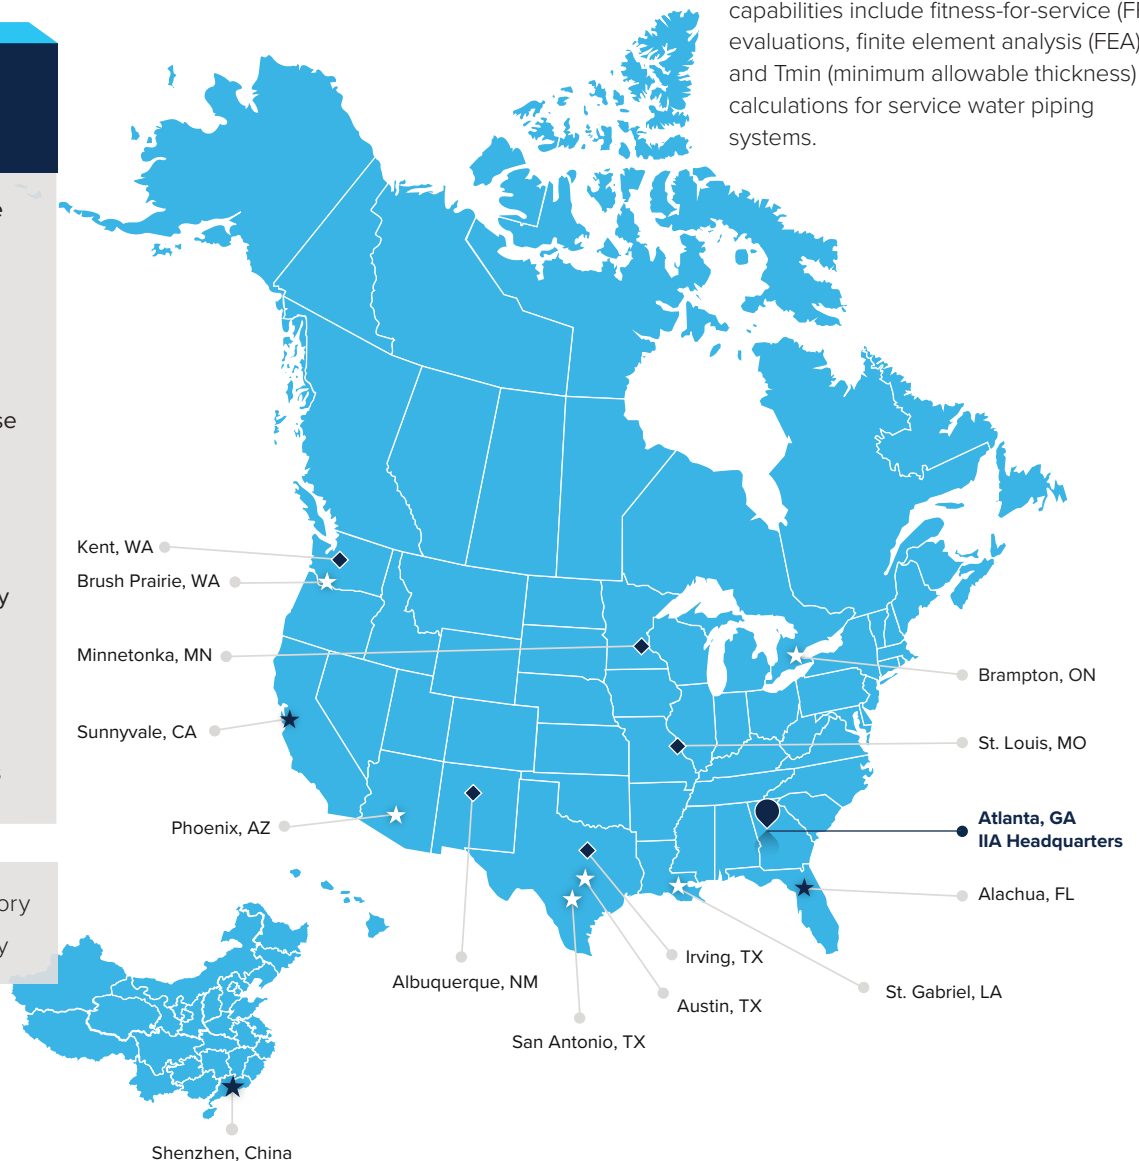 capabilities include fitness-for-service
evaluations, finite element analysis (FEA)
and Tmin (minimum allowable thickness)
calculations for service water piping
systems.
Kent, WA
Brush Prairie, WA
Minnetonka, MN
Sunnyvale, CA
Phoenix, AZ
Brampton, ON
St. Louis, MO
Atlanta, GA
IIA Headquarters
Alachua, FL
Irving, TX
Albuquerque, NM
St. Gabriel, LA
Austin, TX
San Antonio, TX
Shenzhen, China